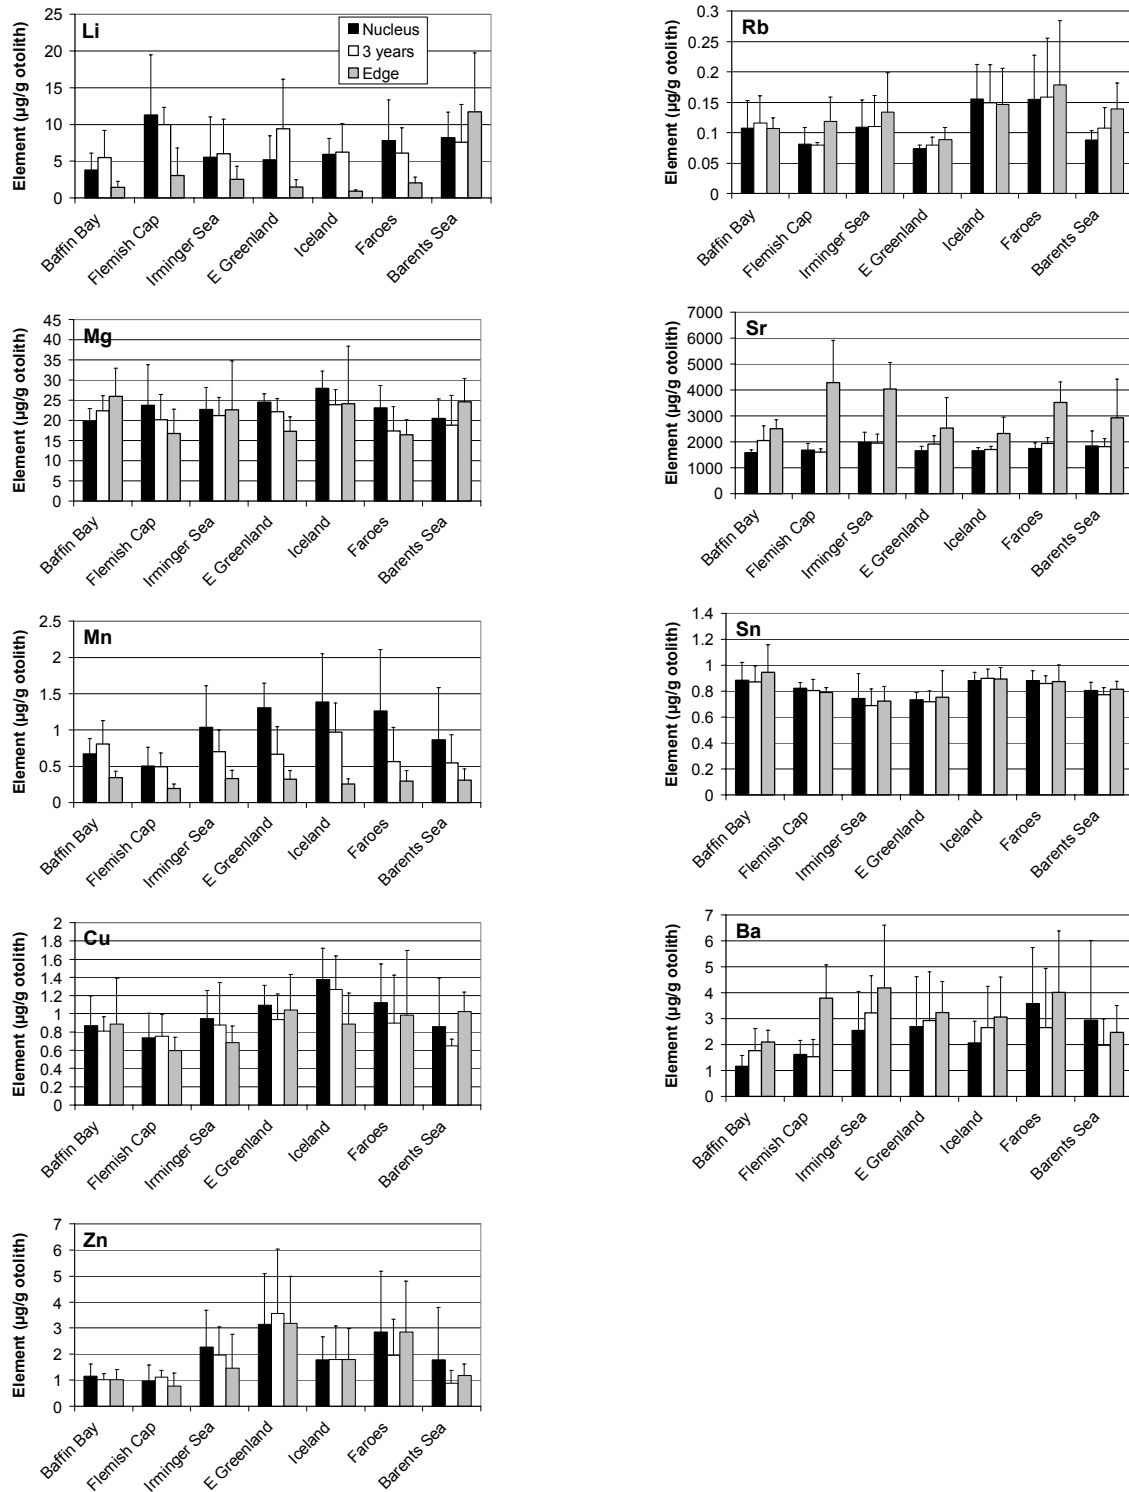 Li
Nucleus
3 years
Edge
Element (µg/g otolith)
25
20
15
10
5
0
Baffin Bay
Flemish Cap
Irminger Sea
E Greenland
Iceland
Faroes
Barents Sea
Rb
Element (µg/g otolith)
0.3
0.25
0.2
0.15
0.1
0.05
0
Baffin Bay
Flemish Cap
Irminger Sea
E Greenland
Iceland
Faroes
Barents Sea
Mg
Element (µg/g otolith)
45
40
35
30
25
20
15
10
5
0
Baffin Bay
Flemish Cap
Irminger Sea
E Greenland
Iceland
Faroes
Barents Sea
Sr
Element (µg/g otolith)
7000
6000
5000
4000
3000
2000
1000
0
Baffin Bay
Flemish Cap
Irminger Sea
E Greenland
Iceland
Faroes
Barents Sea
Mn
Element (µg/g otolith)
2.5
2
1.5
1
0.5
0
Baffin Bay
Flemish Cap
Irminger Sea
E Greenland
Iceland
Faroes
Barents Sea
Sn
Element (µg/g otolith)
1.4
1.2
1
0.8
0.6
0.4
0.2
0
Baffin Bay
Flemish Cap
Irminger Sea
E Greenland
Iceland
Faroes
Barents Sea
Cu
Element (µg/g otolith)
2
1.8
1.6
1.4
1.2
1
0.8
0.6
0.4
0.2
0
Baffin Bay
Flemish Cap
Irminger Sea
E Greenland
Iceland
Faroes
Barents Sea
Ba
Element (µg/g otolith)
7
6
5
4
3
2
1
0
Baffin Bay
Flemish Cap
Irminger Sea
E Greenland
Iceland
Faroes
Barents Sea
Zn
Element (µg/g otolith)
7
6
5
4
3
2
1
0
Baffin Bay
Flemish Cap
Irminger Sea
E Greenland
Iceland
Faroes
Barents Sea